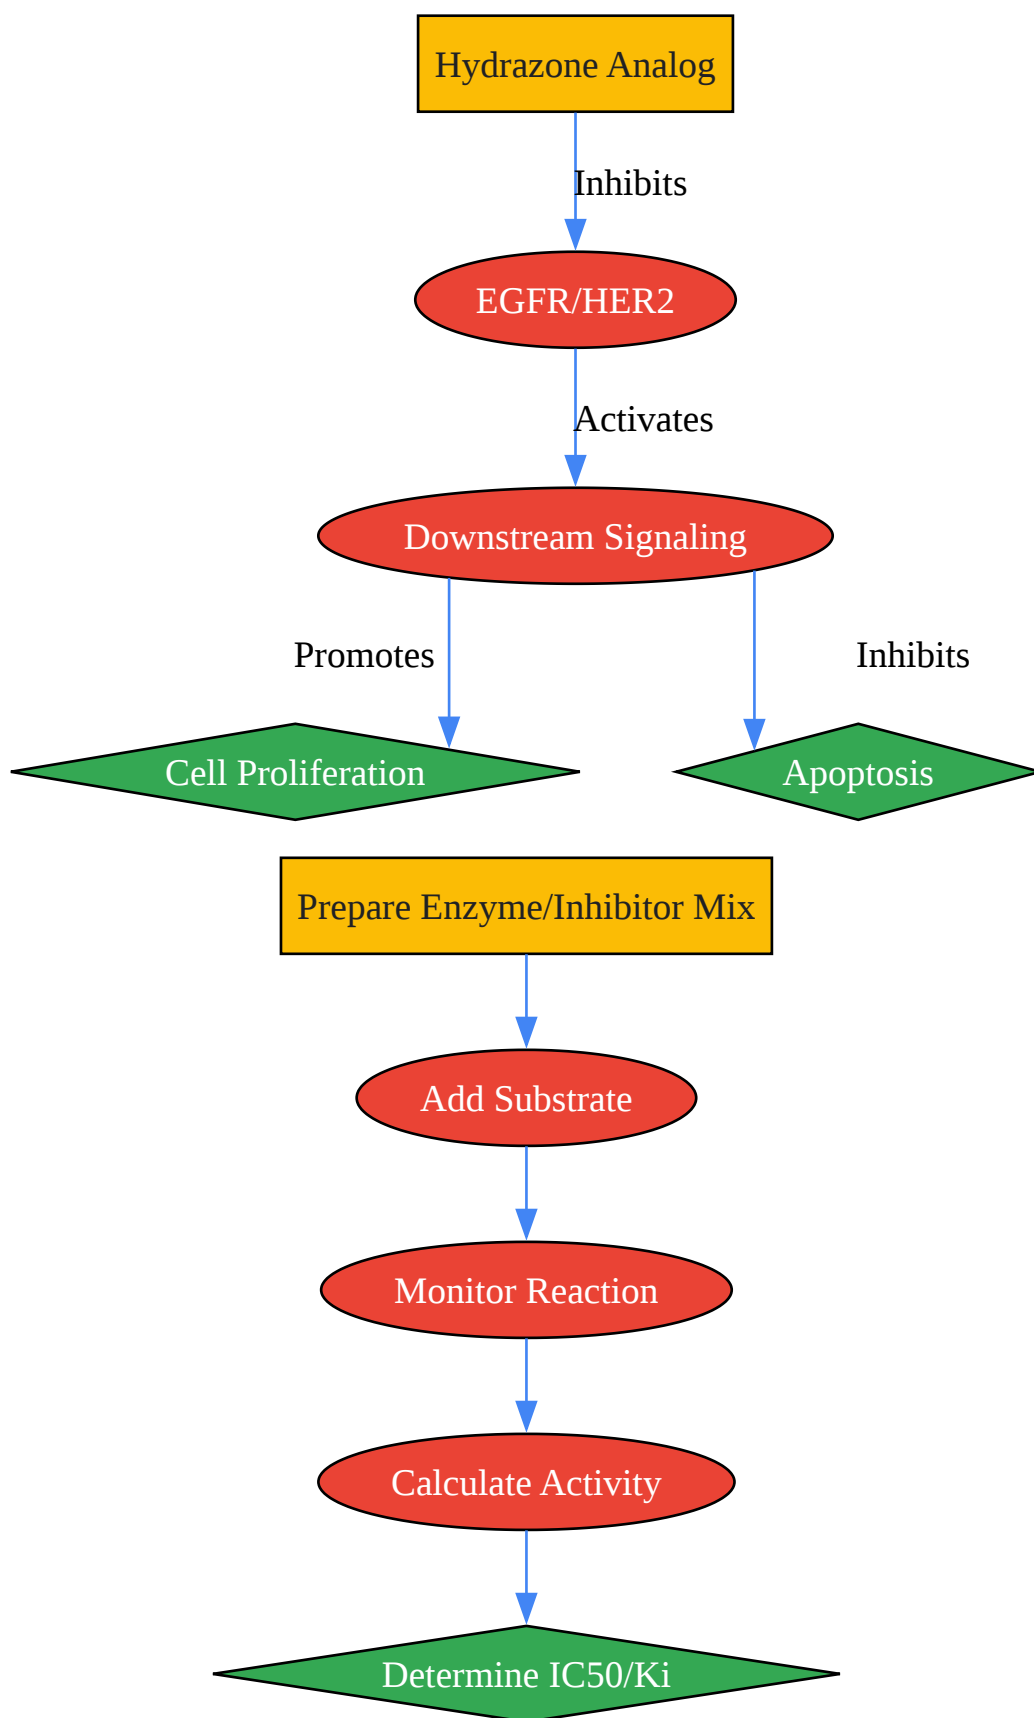 Hydrazone Analog
Inhibits
EGFR/HER2
Activates
Downstream Signaling
Promotes
Inhibits
Cell Proliferation
Apoptosis
Prepare Enzyme/Inhibitor Mix
Add Substrate
Monitor Reaction
Calculate Activity
Determine IC50/Ki